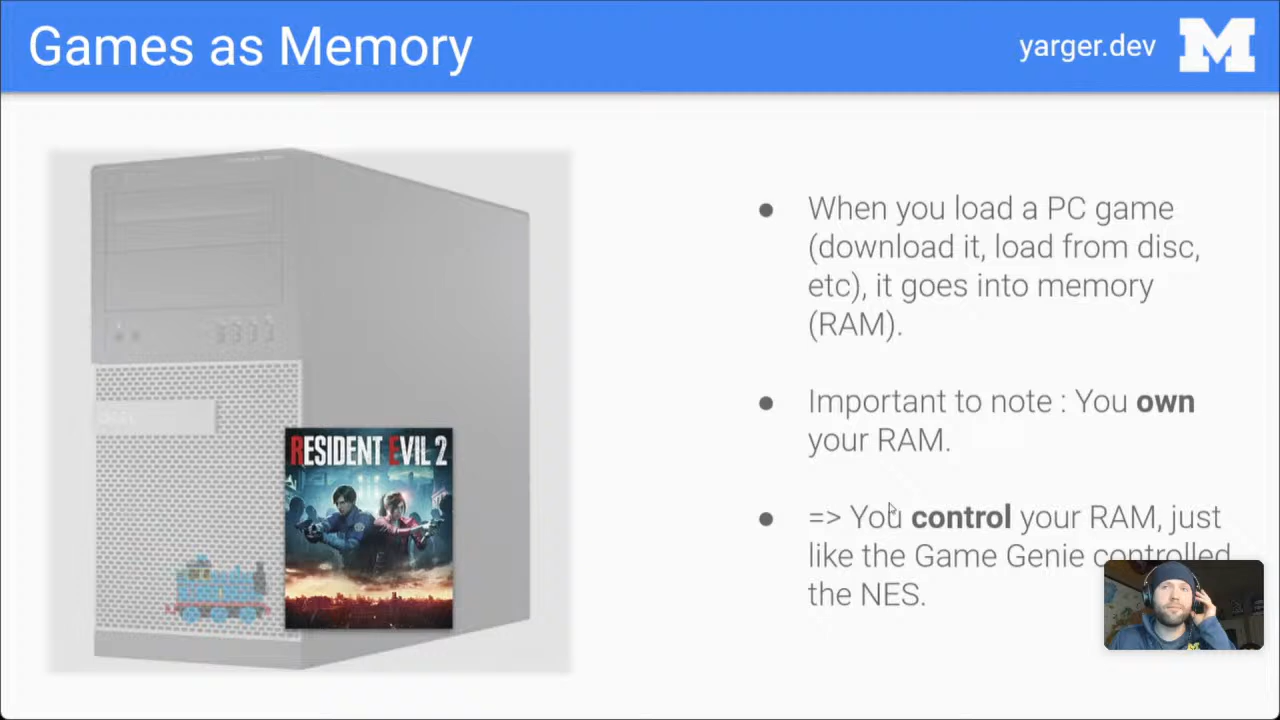 Games as Memory
yarger.dev
M
When you load a PC game
(download it, load from disc,
etc), it goes into memory
(RAM).
Important to note : You own
your RAM.
=> You control your RAM, just
like the Game Genie controlled
the NES.
RESIDENT EVIL 2